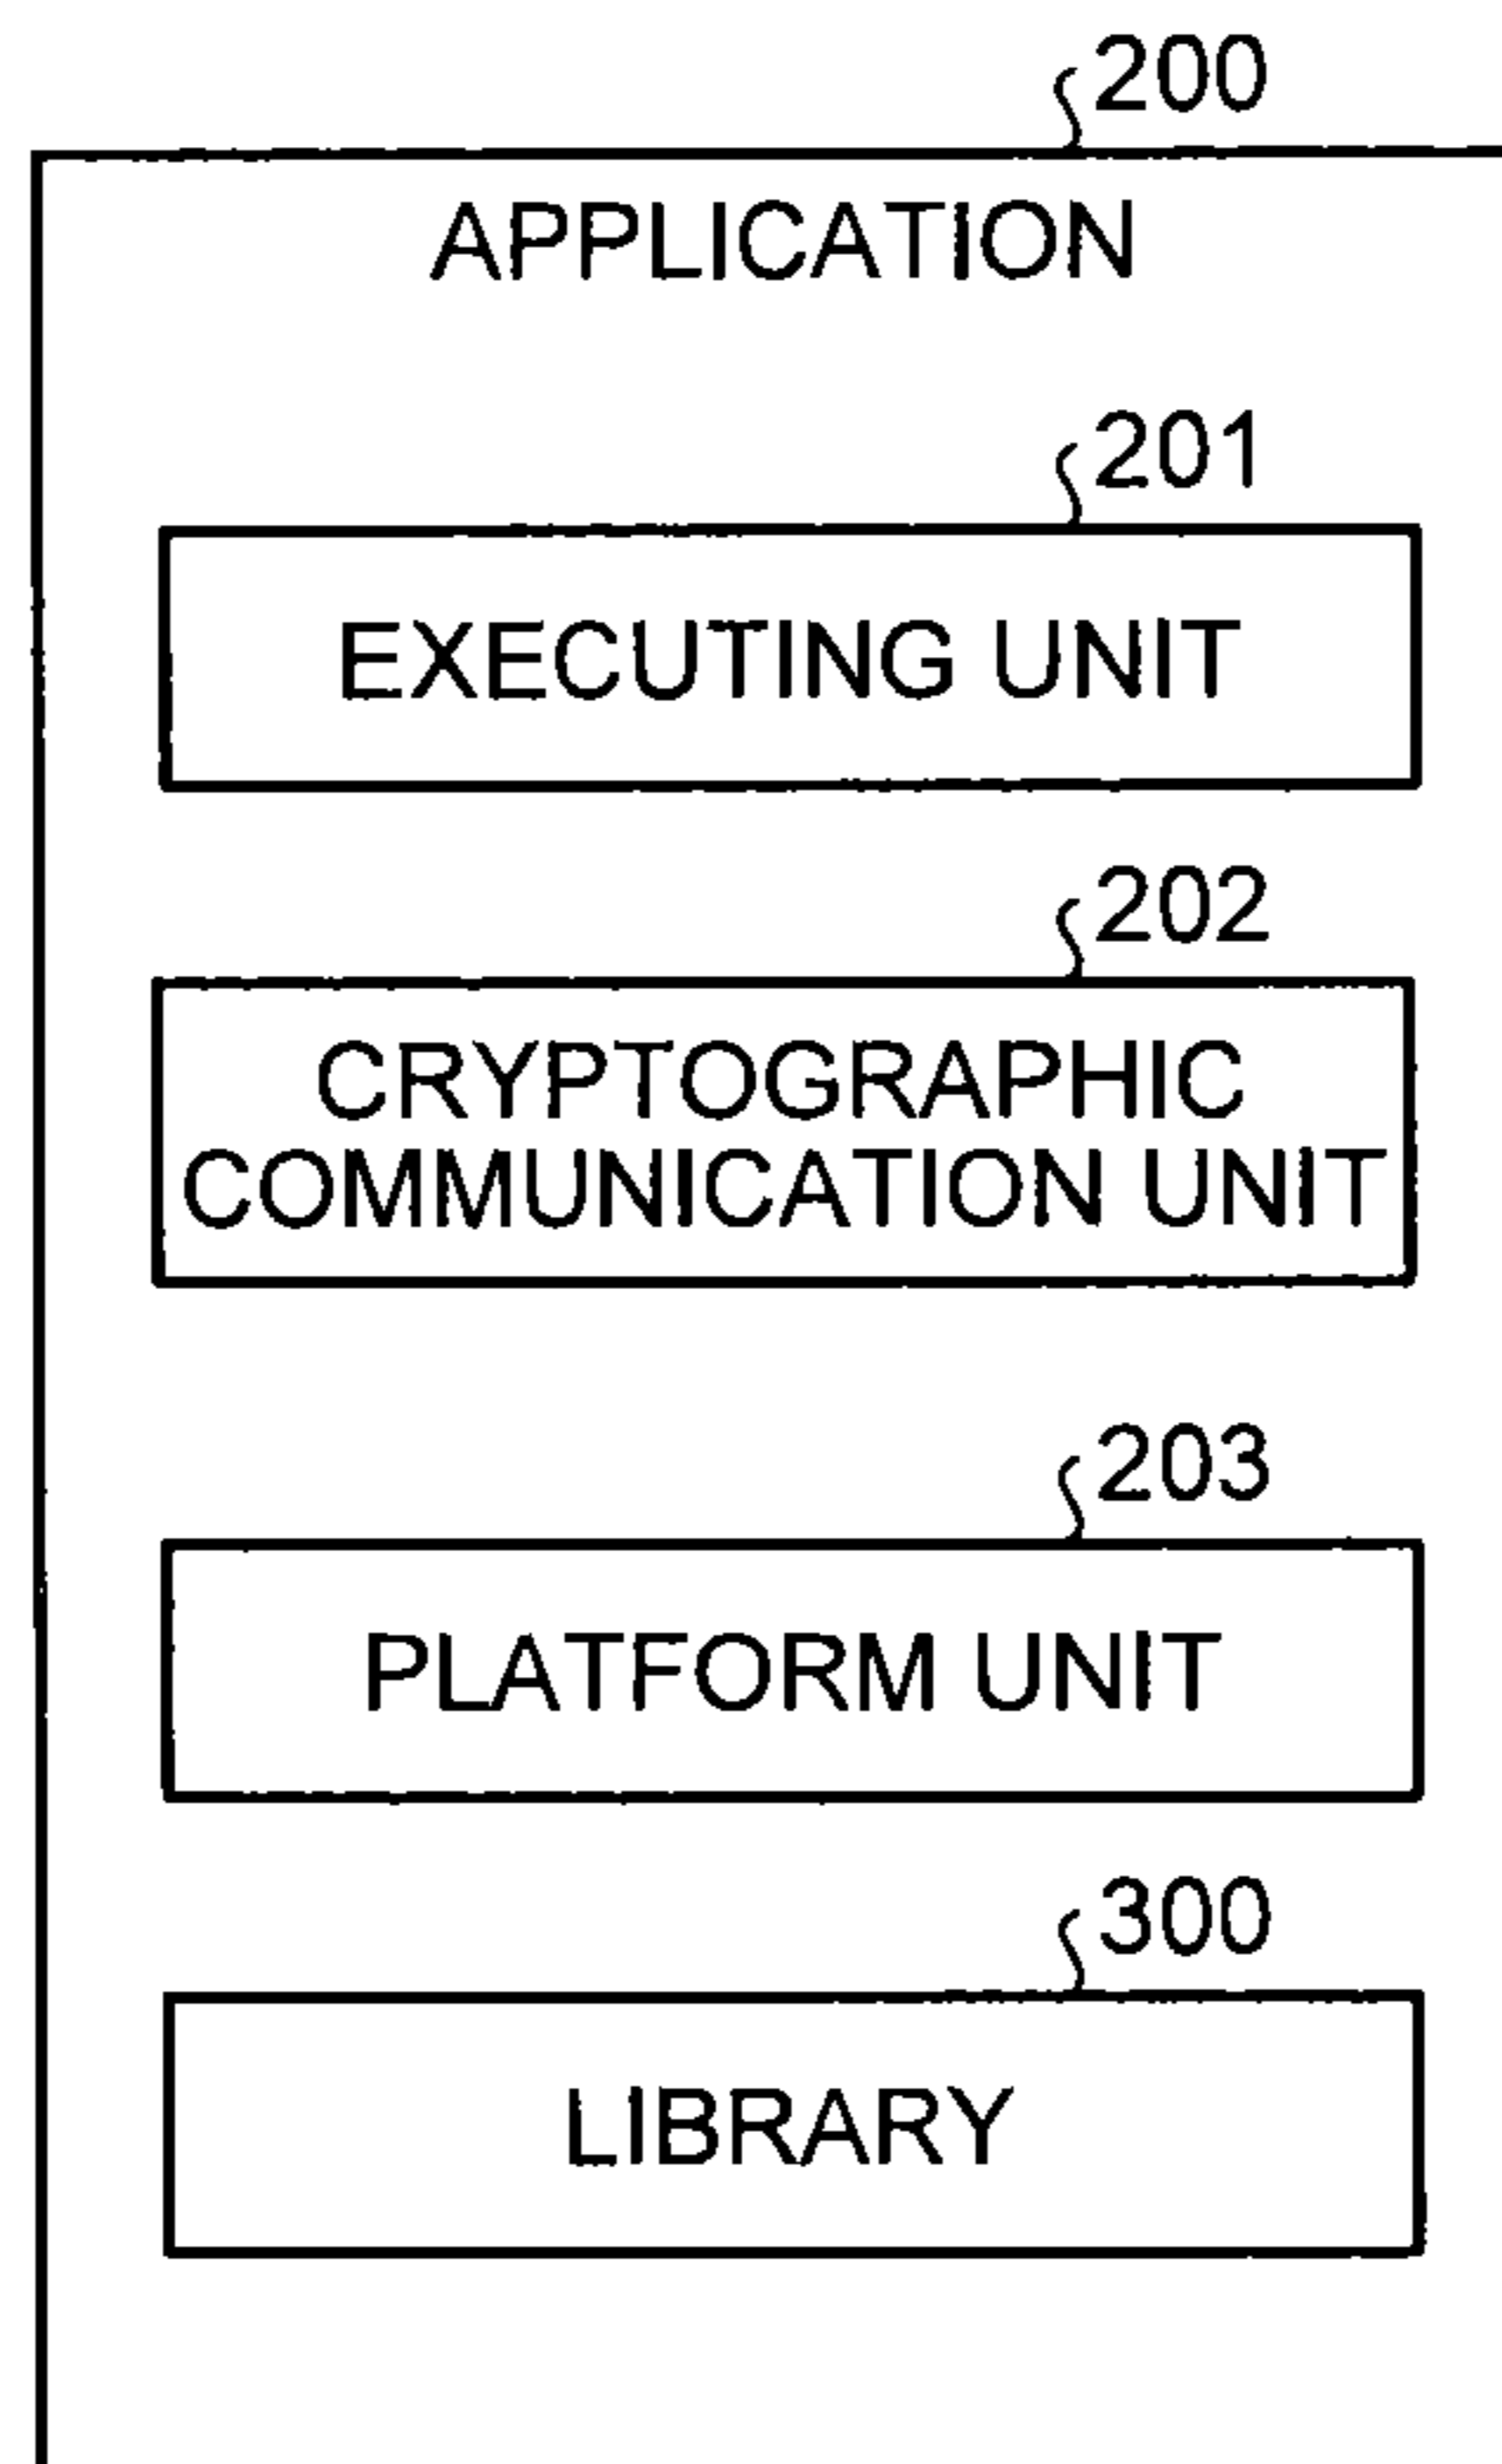 200
APPLICATION
201
EXECUTING UNIT
202
CRYPTOGRAPHIC
COMMUNICATION UNIT
203
PLATFORM UNIT
300
LIBRARY